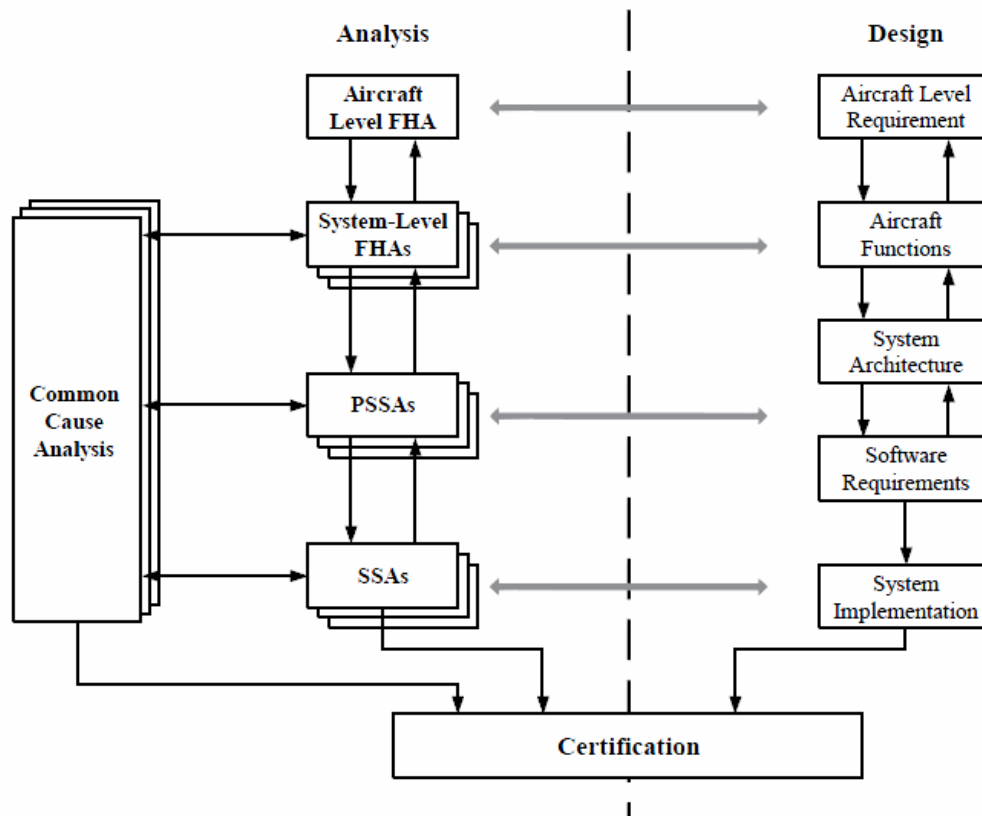 Analysis
Design
Aircraft
Level FHA
Aircraft Level
Requirement
System-Level
FHAs
Aircraft
Functions
System
Architecture
Common
Cause
Analysis
PSSAs
Software
Requirements
SSAs
System
Implementation
Certification